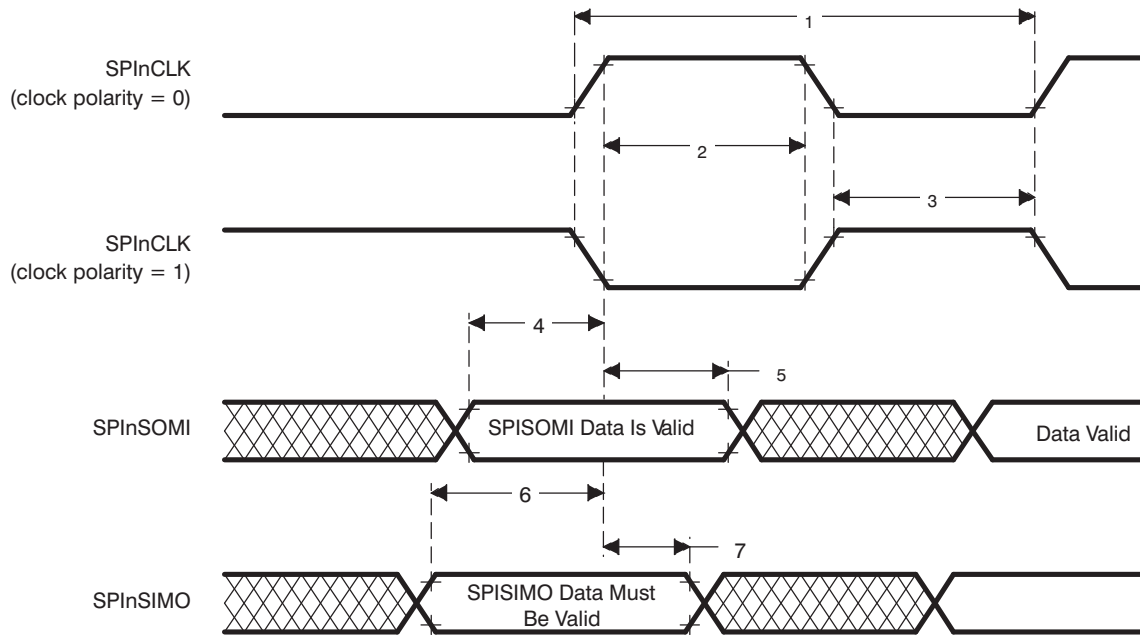 1
SPInCLK
(clock polarity = 0)
2
3
SPInCLK
(clock polarity = 1)
4
5
SPInSOMI
SPISOMI Data Is Valid
Data Valid
6
7
SPInSIMO
SPISIMO Data Must
Be Valid